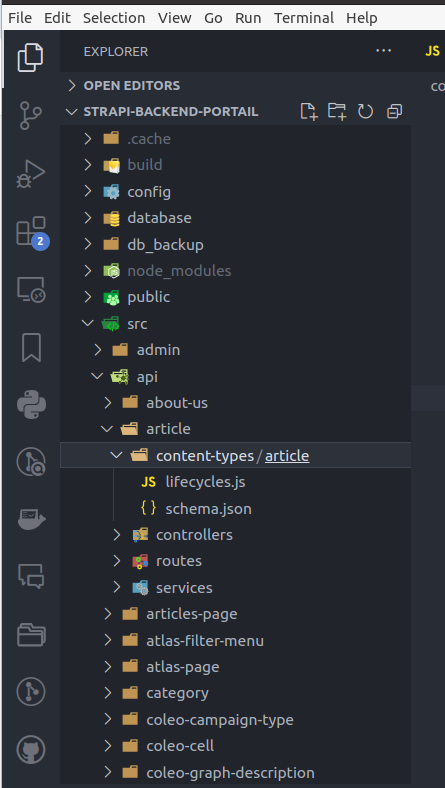 File Edit Selection View Go Run Terminal Help
EXPLORER ··· JS
OPEN EDITORS co
STRAPI-BACKEND-PORTAIL
.cache
build
config
database
db_backup
node_modules
public
src
admin
api
about-us
article
content-types / article
JS lifecycles.js
{ } schema.json
controllers
routes
services
articles-page
atlas-filter-menu
atlas-page
category
coleo-campaign-type
coleo-cell
coleo-graph-description
2